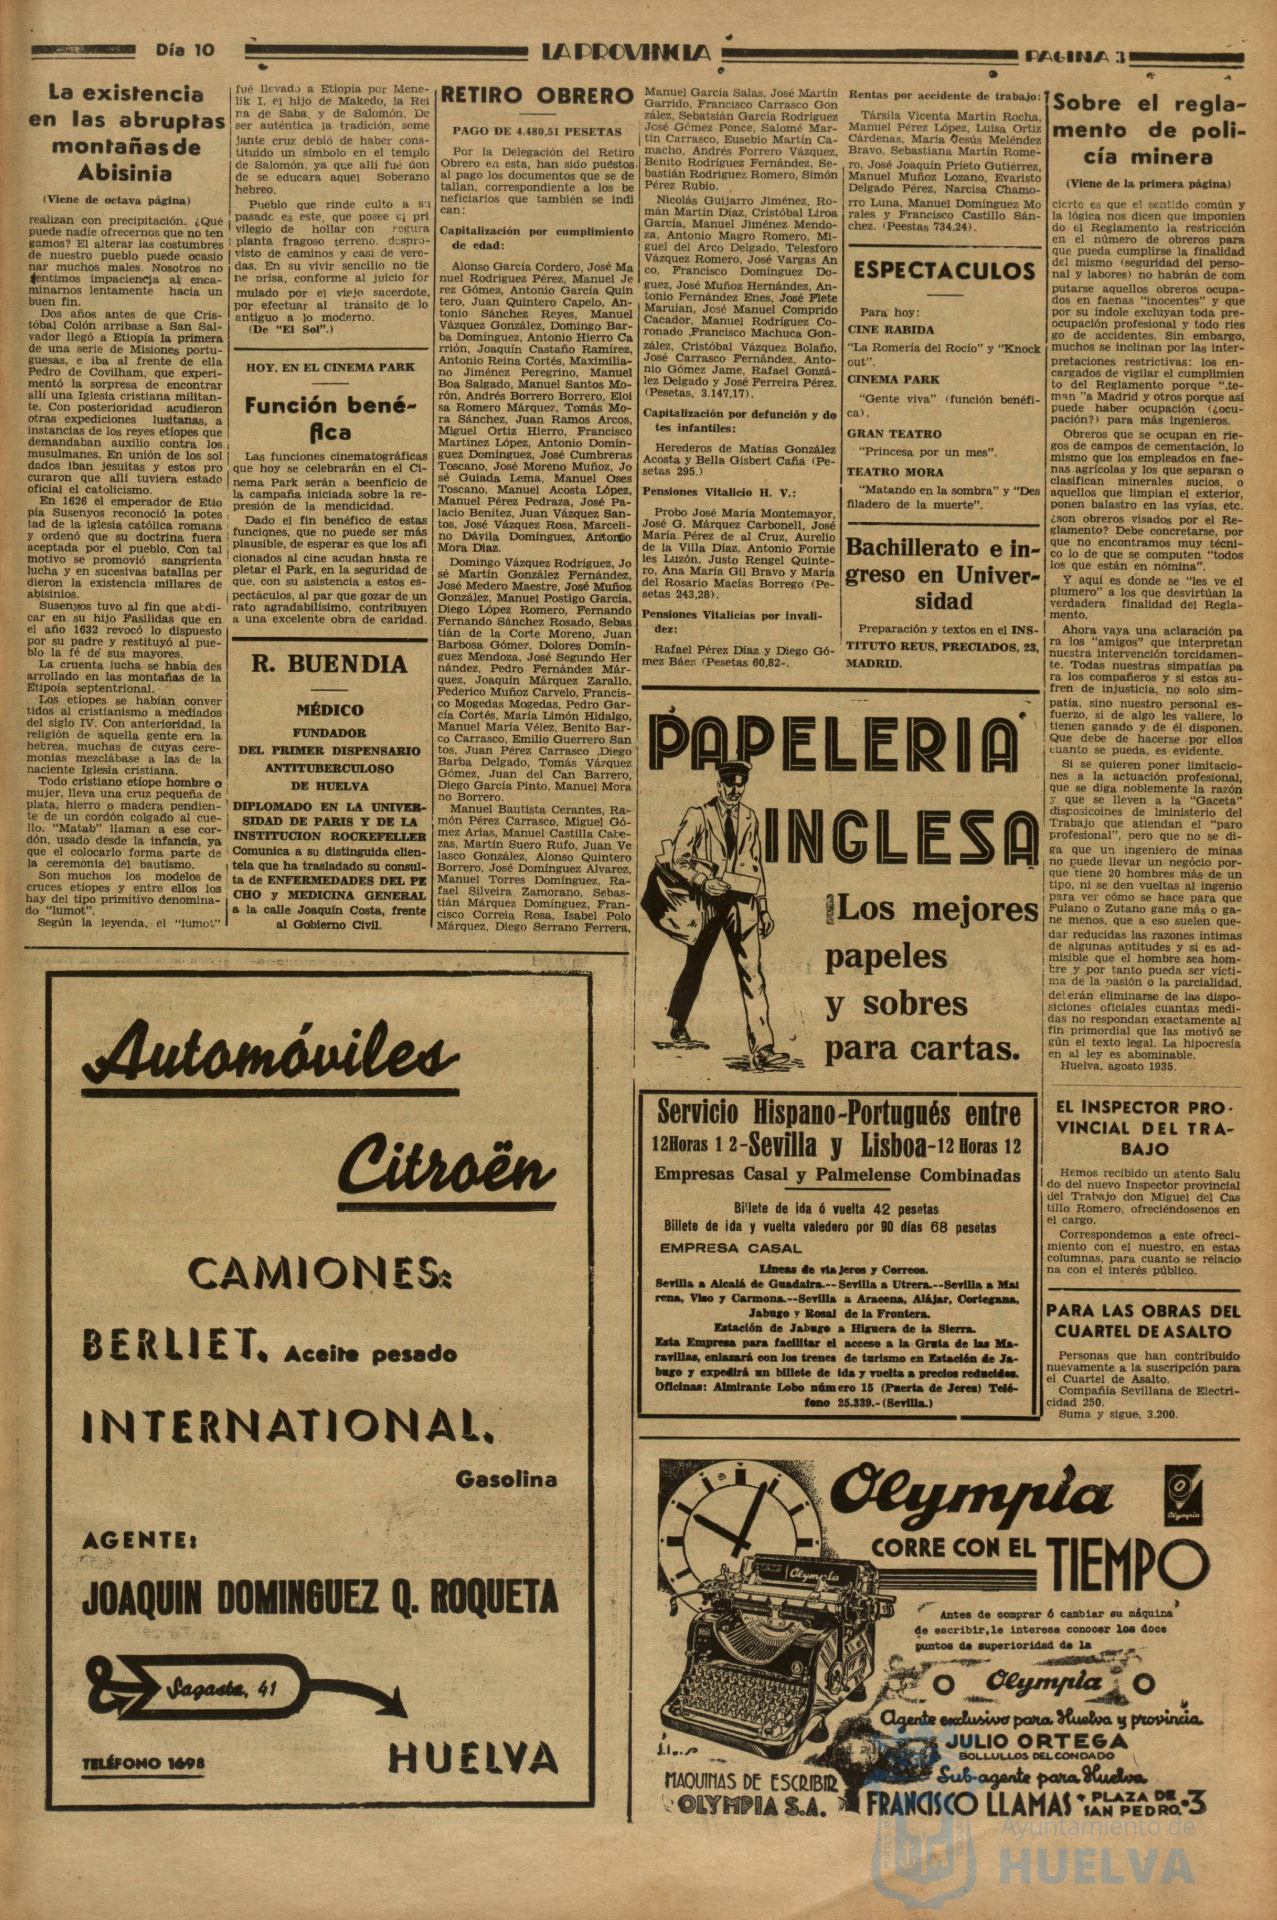 Día 10
LA PROVINCIA
PAGINA 3
La existencia
en las abruptas
montañas de
Abisinia
(Viene de octava página)
realizan con precipitación. ¿Qué
puede nadie ofrecernos que no ten
gamos? El alterar las costumbres
de nuestro pueblo puede ocasio
nar muchos males. Nosotros no
sentimos impaciencia al enca-
minarnos lentamente hacia un
buen fin.
Dos años antes de que Cris-
tóbal Colón arribase a San Sal-
vador llegó a Etiopía la primera
de una serie de Misiones portu-
guesas, e iba al frente de ella
Pedro de Covilham, que experi-
mentó la sorpresa de encontrar
allí una Iglesia cristiana militan-
te. Con posterioridad acudieron
otras expediciones lusitanas, a
instancias de los reyes etíopes que
demandaban auxilio contra los
musulmanes. En unión de los sol
dados iban jesuitas y estos pro
curaron que allí tuviera estado
oficial el catolicismo.
En 1626 el emperador de Etio
pía Susenyos reconoció la potes
tad de la iglesia católica romana
y ordenó que su doctrina fuera
aceptada por el pueblo. Con tal
motivo se promovió sangrienta
lucha y en sucesivas batallas per
dieron la existencia millares de
abisinios.
Susenyos tuvo al fin que abdi-
car en su hijo Fasilidas que en
el año 1632 revocó lo dispuesto
por su padre y restituyó al pue-
blo la fé de sus mayores.
La cruenta lucha se había des
arrollado en las montañas de la
Etipoía septentrional.
Los etíopes se habían conver
tidos al cristianismo a mediados
del siglo IV. Con anterioridad, la
religión de aquella gente era la
hebrea, muchas de cuyas cere-
monias mezclábase a las de la
naciente Iglesia cristiana.
Todo cristiano etíope hombre o
mujer, lleva una cruz pequeña de
plata, hierro o madera pendien-
te de un cordón colgado al cue-
llo. "Matab" llaman a ese cor-
dón, usado desde la infancia, ya
que el colocarlo forma parte de
la ceremonia del bautismo.
Son muchos los modelos de
cruces etíopes y entre ellos los
hay del tipo primitivo denomina-
do "lumot".
Según la leyenda, el "lumot"
fué llevado a Etiopía por Mene-
lik I, el hijo de Makedo, la Rei
na de Saba, y de Salomón. De
ser auténtica la tradición, seme
jante cruz debió de haber cons-
tituido un símbolo en el templo
de Salomón, ya que allí fué don
de se educara aquel Soberano
hebreo.
Pueblo que rinde culto a su
pasado es este, que posee el pri
vilegio de hollar con segura
planta fragoso terreno, despro-
visto de caminos y casi de vere-
das. En su vivir sencillo no tie
ne prisa, conforme al juicio for
mulado por el viejo sacerdote,
por efectuar al tránsito de lo
antiguo a lo moderno.
(De "El Sol".)
HOY, EN EL CINEMA PARK
Función bené-
fica
Las funciones cinematográficas
que hoy se celebrarán en el Ci-
nema Park serán a beenficio de
la campaña iniciada sobre la re-
presión de la mendicidad.
Dado el fin benéfico de estas
funciones, que no puede ser más
plausible, de esperar es que los afi
cionados al cine acudan hasta re
pletar el Park, en la seguridad de
que, con su asistencia a estos es-
pectáculos, al par que gozar de un
rato agradabilísimo, contribuyen
a una excelente obra de caridad.
R. BUENDIA
MÉDICO
FUNDADOR
DEL PRIMER DISPENSARIO
ANTITUBERCULOSO
DE HUELVA
DIPLOMADO EN LA UNIVER-
SIDAD DE PARIS Y DE LA
INSTITUCION ROCKEFELLER
Comunica a su distinguida clien-
tela que ha trasladado su consul-
ta de ENFERMEDADES DEL PE
CHO y MEDICINA GENERAL
a la calle Joaquín Costa, frente
al Gobierno Civil.
RETIRO OBRERO
PAGO DE 4.480,51 PESETAS
Por la Delegación del Retiro
Obrero en esta, han sido puestos
al pago los documentos que se de
tallan, correspondiente a los be
neficiarios que también se indi
can:
Capitalización por cumplimiento
de edad:
Alonso García Cordero, José Ma
nuel Rodríguez Pérez, Manuel Je
rez Gómez, Antonio García Quin
tero, Juan Quintero Capelo, An-
tonio Sánchez Reyes, Manuel
Vázquez González, Domingo Bar-
ba Domínguez, Antonio Hierro Ca
rrión, Joaquín Castaño Ramírez,
Antonio Reina Cortés, Maximilia-
no Jiménez Peregrino, Manuel
Boa Salgado, Manuel Santos Mo-
rón, Andrés Borrero Borrero, Eloi
sa Romero Márquez, Tomás Mo-
ra Sánchez, Juan Ramos Arcos,
Miguel Ortiz Hierro, Francisco
Martínez López, Antonio Domín-
guez Domínguez, José Cumbreras
Toscano, José Moreno Muñoz, Jo
sé Guiada Lema, Manuel Oses
Toscano, Manuel Acosta López,
Manuel Pérez Pedraza, José Pa-
lacio Benítez, Juan Vázquez San-
tos, José Vázquez Rosa, Marceli-
no Dávila Domínguez, Antonio
Mora Díaz.
Domingo Vázquez Rodríguez, Jo
sé Martín González Fernández,
José Medero Maestre, José Muñoz
González, Manuel Postigo García,
Diego López Romero, Fernando
Fernando Sánchez Rosado, Sebas
tián de la Corte Moreno, Juan
Barbosa Gómez, Dolores Domín-
guez Mendoza, José Segundo Her
nández, Pedro Fernández Már-
quez, Joaquín Márquez Zarallo,
Federico Muñoz Carvelo, Francis-
co Mogedas Mogedas, Pedro Gar-
cía Cortés, María Limón Hidalgo,
Manuel María Vélez, Benito Bar-
co Carrasco, Emilio Guerrero San
tos, Juan Pérez Carrasco ,Diego
Barba Delgado, Tomás Vázquez
Gómez, Juan del Can Barrero,
Diego García Pinto, Manuel Mora
no Borrero.
Manuel Bautista Cerantes, Ra-
món Pérez Carrasco, Miguel Gó-
mez Arias, Manuel Castilla Cabe-
zas, Martín Suero Rufo, Juan Ve
lasco González, Alonso Quintero
Borrero, José Domínguez Alvarez,
Manuel Torres Domínguez, Ra-
fael Silveira Zamorano, Sebas-
tián Márquez Domínguez, Fran-
cisco Correia Rosa, Isabel Polo
Márquez, Diego Serrano Ferrera,
Manuel García Salas, José Martín
Garrido, Francisco Carrasco Gon
zález, Sebatsián García Rodríguez
José Gómez Ponce, Salomé Mar-
tín Carrasco, Eusebio Martín Ca-
macho, Andrés Forrero Vázquez,
Benito Rodríguez Fernández, Se-
bastián Rodríguez Romero, Simón
Pérez Rubio.
Nicolás Guijarro Jiménez, Ro-
mán Martín Díaz, Cristóbal Liroa
García, Manuel Jiménez Mendo-
za, Antonio Magro Romero, Mi-
guel del Arco Delgado, Telesforo
Vázquez Romero, José Vargas An
co, Francisco Domínguez Do-
guez, José Muñoz Hernández, An-
tonio Fernández Enes, José Flete
Maruian, José Manuel Comprido
Cacador, Manuel Rodríguez Co-
ronado ,Francisco Machuca Gon-
zález, Cristóbal Vázquez Bolaño,
José Carrasco Fernández, Anto-
nio Gómez Jame, Rafael Gonzá-
lez Delgado y José Ferreira Pérez.
(Pesetas, 3.147,17).
Capitalización por defunción y do
tes infantiles:
Herederos de Matías González
Acosta y Bella Gisbert Cañá (Pe-
setas 295.)
Pensiones Vitalicio H. V.:
Probo José María Montemayor,
José G. Márquez Carbonell, José
María Pérez de al Cruz, Aurelio
de la Villa Díaz, Antonio Fornie
les Luzón, Justo Rengel Quinte-
ro, Ana María Gil Bravo y María
del Rosario Macías Borrego (Pe-
setas 243,28).
Pensiones Vitalicias por invali-
dez:
Rafael Pérez Díaz y Diego Gó-
mez Báez (Pesetas 60,82-.
Rentas por accidente de trabajo:
Társila Vicenta Martín Rocha,
Manuel Pérez López, Luisa Ortiz
Cárdenas, María Jesús Meléndez
Bravo, Sebastiana Martín Rome-
ro, José Joaquín Prieto Gutiérrez,
Manuel Muñoz Lozano, Evaristo
Delgado Pérez, Narcisa Chamo-
rro Luna, Manuel Domínguez Mo
rales y Francisco Castillo Sán-
chez. (Peestas 734,24).
ESPECTACULOS
Para hoy:
CINE RABIDA
"La Romería del Rocío" y "Knock
out".
CINEMA PARK
"Gente viva" (función benéfi-
ca).
GRAN TEATRO
"Princesa por un mes".
TEATRO MORA
"Matando en la sombra" y "Des
filadero de la muerte".
Bachillerato e in-
greso en Univer-
sidad
Preparación y textos en el INS-
TITUTO REUS, PRECIADOS, 23,
MADRID.
Sobre el regla-
mento de poli-
cía minera
(Viene de la primera página)
cierto es que el sentido común y
la lógica nos dicen que imponien
do el Reglamento la restricción
en el número de obreros para
que pueda cumplirse la finalidad
del mismo (seguridad del perso-
nal y labores) no habrán de com
putarse aquellos obreros ocupa-
dos en faenas "inocentes" y que
por su índole excluyan toda pre-
ocupación profesional y todo ries
go de accidentes. Sin embargo,
muchos se inclinan por las inter-
pretaciones restrictivas: los en-
cargados de vigilar el cumplimien
to del Reglamento porque ".te-
man "a Madrid y otros porque así
puede haber ocupación (¿ocu-
pación?) para más ingenieros.
Obreros que se ocupan en rie-
gos de campos de cementación, lo
mismo que los empleados en fae-
nas agrícolas y los que separan o
clasifican minerales sucios, o
aquellos que limpian el exterior,
ponen balastro en las vyías, etc.
¿son obreros visados por el Re-
glamento? Debe concretarse, por
que no encontramos muy técni-
co lo de que se computen "todos
los que están en nómina".
Y aquí es donde se "les ve el
plumero" a los que desvirtúan la
verdadera finalidad del Regla-
mento.
Ahora vaya una aclaración pa
ra los "amigos" que interpretan
nuestra intervención torcidamen-
te. Todas nuestras simpatías pa
ra los compañeros y si estos su-
fren de injusticia, no solo sim-
patía, sino nuestro personal es-
fuerzo, si de algo les valiere, lo
tienen ganado y de él disponen.
Que debe de hacerse por ellos
cuanto se pueda, es evidente.
Si se quieren poner limitacio-
nes a la actuación profesional,
que se diga noblemente la razón
y que se lleven a la "Gaceta"
disposicoines de lministerio del
Trabajo que atiendan el "paro
profesional", pero que no se di-
ga que un ingeniero de minas
no puede llevar un negócio por-
que tiene 20 hombres más de un
tipo, ni se den vueltas al ingenio
para ver cómo se hace para que
Fulano o Zutano gane más o ga-
ne menos, que a eso suelen que-
dar reducidas las razones íntimas
de algunas aptitudes y si es ad-
misible que el hombre sea hom-
bre y por tanto pueda ser vícti-
ma de la pasión o la parcialidad,
deberán eliminarse de las dispo-
siciones oficiales cuantas medi-
das no respondan exactamente al
fin primordial que las motivó se
gún el texto legal. La hipocresía
en al ley es abominable.
Huelva, agosto 1935.
EL INSPECTOR PRO-
VINCIAL DEL TRA-
BAJO
Hemos recibido un atento Salu
do del nuevo Inspector provincial
del Trabajo don Miguel del Cas
tillo Romero, ofreciéndosenos en
el cargo.
Correspondemos a este ofreci-
miento con el nuestro, en estas
columnas, para cuanto se relacio
na con el interés público.
PARA LAS OBRAS DEL
CUARTEL DE ASALTO
Personas que han contribuido
nuevamente a la suscripción para
el Cuartel de Asalto.
Compañía Sevillana de Electri-
cidad 250.
Suma y sigue, 3.200.
PAPELERIA
INGLESA
Los mejores
papeles
y sobres
para cartas.
Servicio Hispano-Portugués entre
12 Horas 1 2-Sevilla y Lisboa-12 Horas 12
Empresas Casal y Palmelense Combinadas
Billete de ida ó vuelta 42 pesetas
Billete de ida y vuelta valedero por 90 días 68 pesetas
EMPRESA CASAL
Líneas de viajeros y Correos.
Sevilla a Alcalá de Guadaira.--Sevilla a Utrera.--Sevilla a Mai
rena, Viso y Carmona.--Sevilla a Aracena, Alájar, Cortegana,
Jabugo y Rosal de la Frontera.
Estación de Jabugo a Higuera de la Sierra.
Esta Empresa para facilitar el acceso a la Gruta de las Ma-
ravillas, enlazará con los trenes de turismo en Estación de Ja-
bugo y expedirá un billete de ida y vuelta a precios reducidos.
Oficinas: Almirante Lobo número 15 (Puerta de Jerez) Telé-
fono 25.339.-(Sevilla.)
Automóviles
Citroën
CAMIONES:
BERLIET, Aceite pesado
INTERNATIONAL,
Gasolina
AGENTE:
JOAQUIN DOMINGUEZ Q. ROQUETA
Sagasta, 41
TELÉFONO 1698
HUELVA
Olympia
CORRE CON EL TIEMPO
Olympia
Olympia
Antes de comprar ó cambiar su máquina
de escribir, le interesa conocer los doce
puntos de superioridad de la
Olympia
Agente exclusivo para Huelva y provincia
JULIO ORTEGA
BOLLULLOS DEL CONDADO
Sub-agente para Huelva
FRANCISCO LLAMAS · PLAZA DE SAN PEDRO · 3
MAQUINAS DE ESCRIBIR
OLYMPIA S.A.
Ayuntamiento de
HUELVA